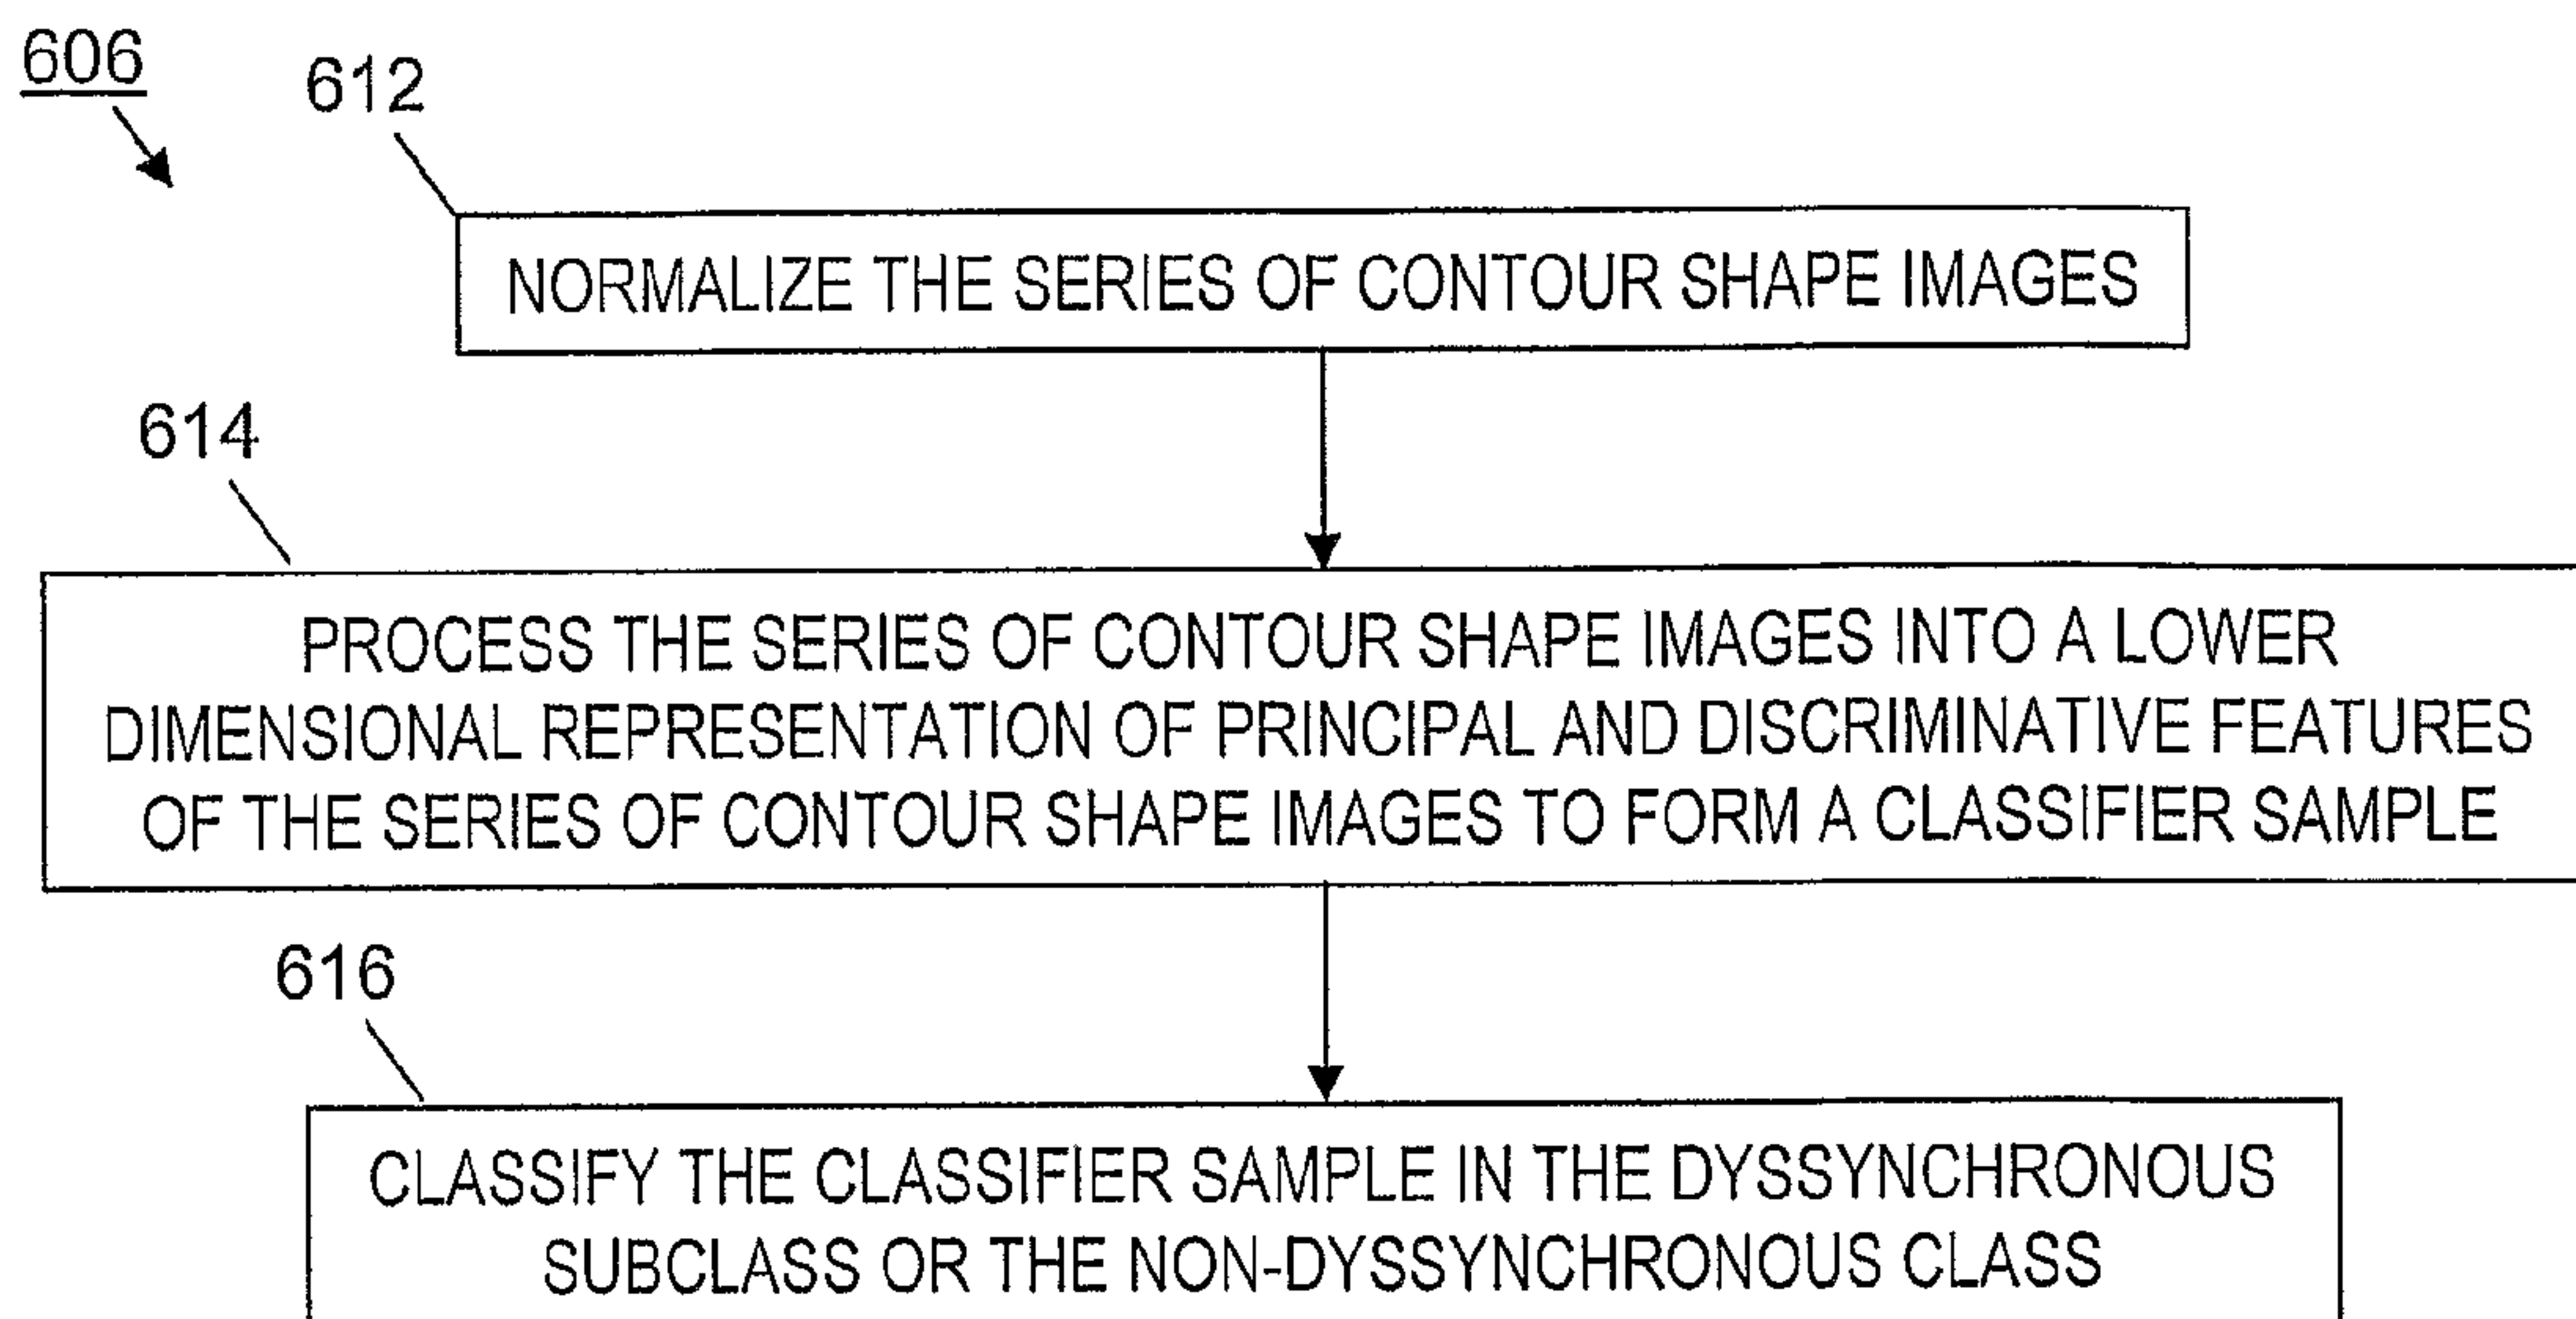 606
612
NORMALIZE THE SERIES OF CONTOUR SHAPE IMAGES
614
PROCESS THE SERIES OF CONTOUR SHAPE IMAGES INTO A LOWER
DIMENSIONAL REPRESENTATION OF PRINCIPAL AND DISCRIMINATIVE FEATURES
OF THE SERIES OF CONTOUR SHAPE IMAGES TO FORM A CLASSIFIER SAMPLE
616
CLASSIFY THE CLASSIFIER SAMPLE IN THE DYSSYNCHRONOUS
SUBCLASS OR THE NON-DYSSYNCHRONOUS CLASS